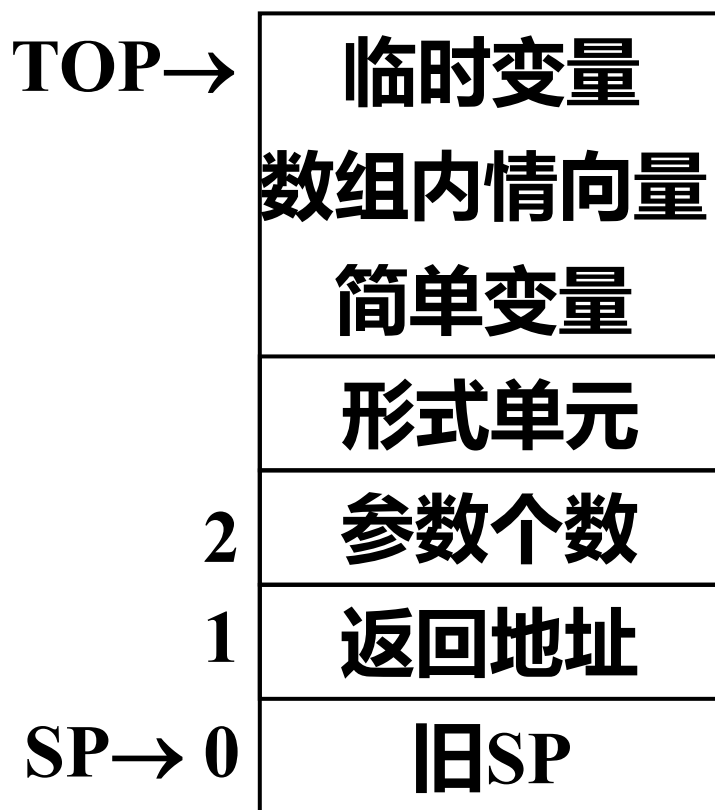 TOP→ 临时变量
数组内情向量
简单变量
形式单元
2 参数个数
1 返回地址
SP→ 0 旧SP